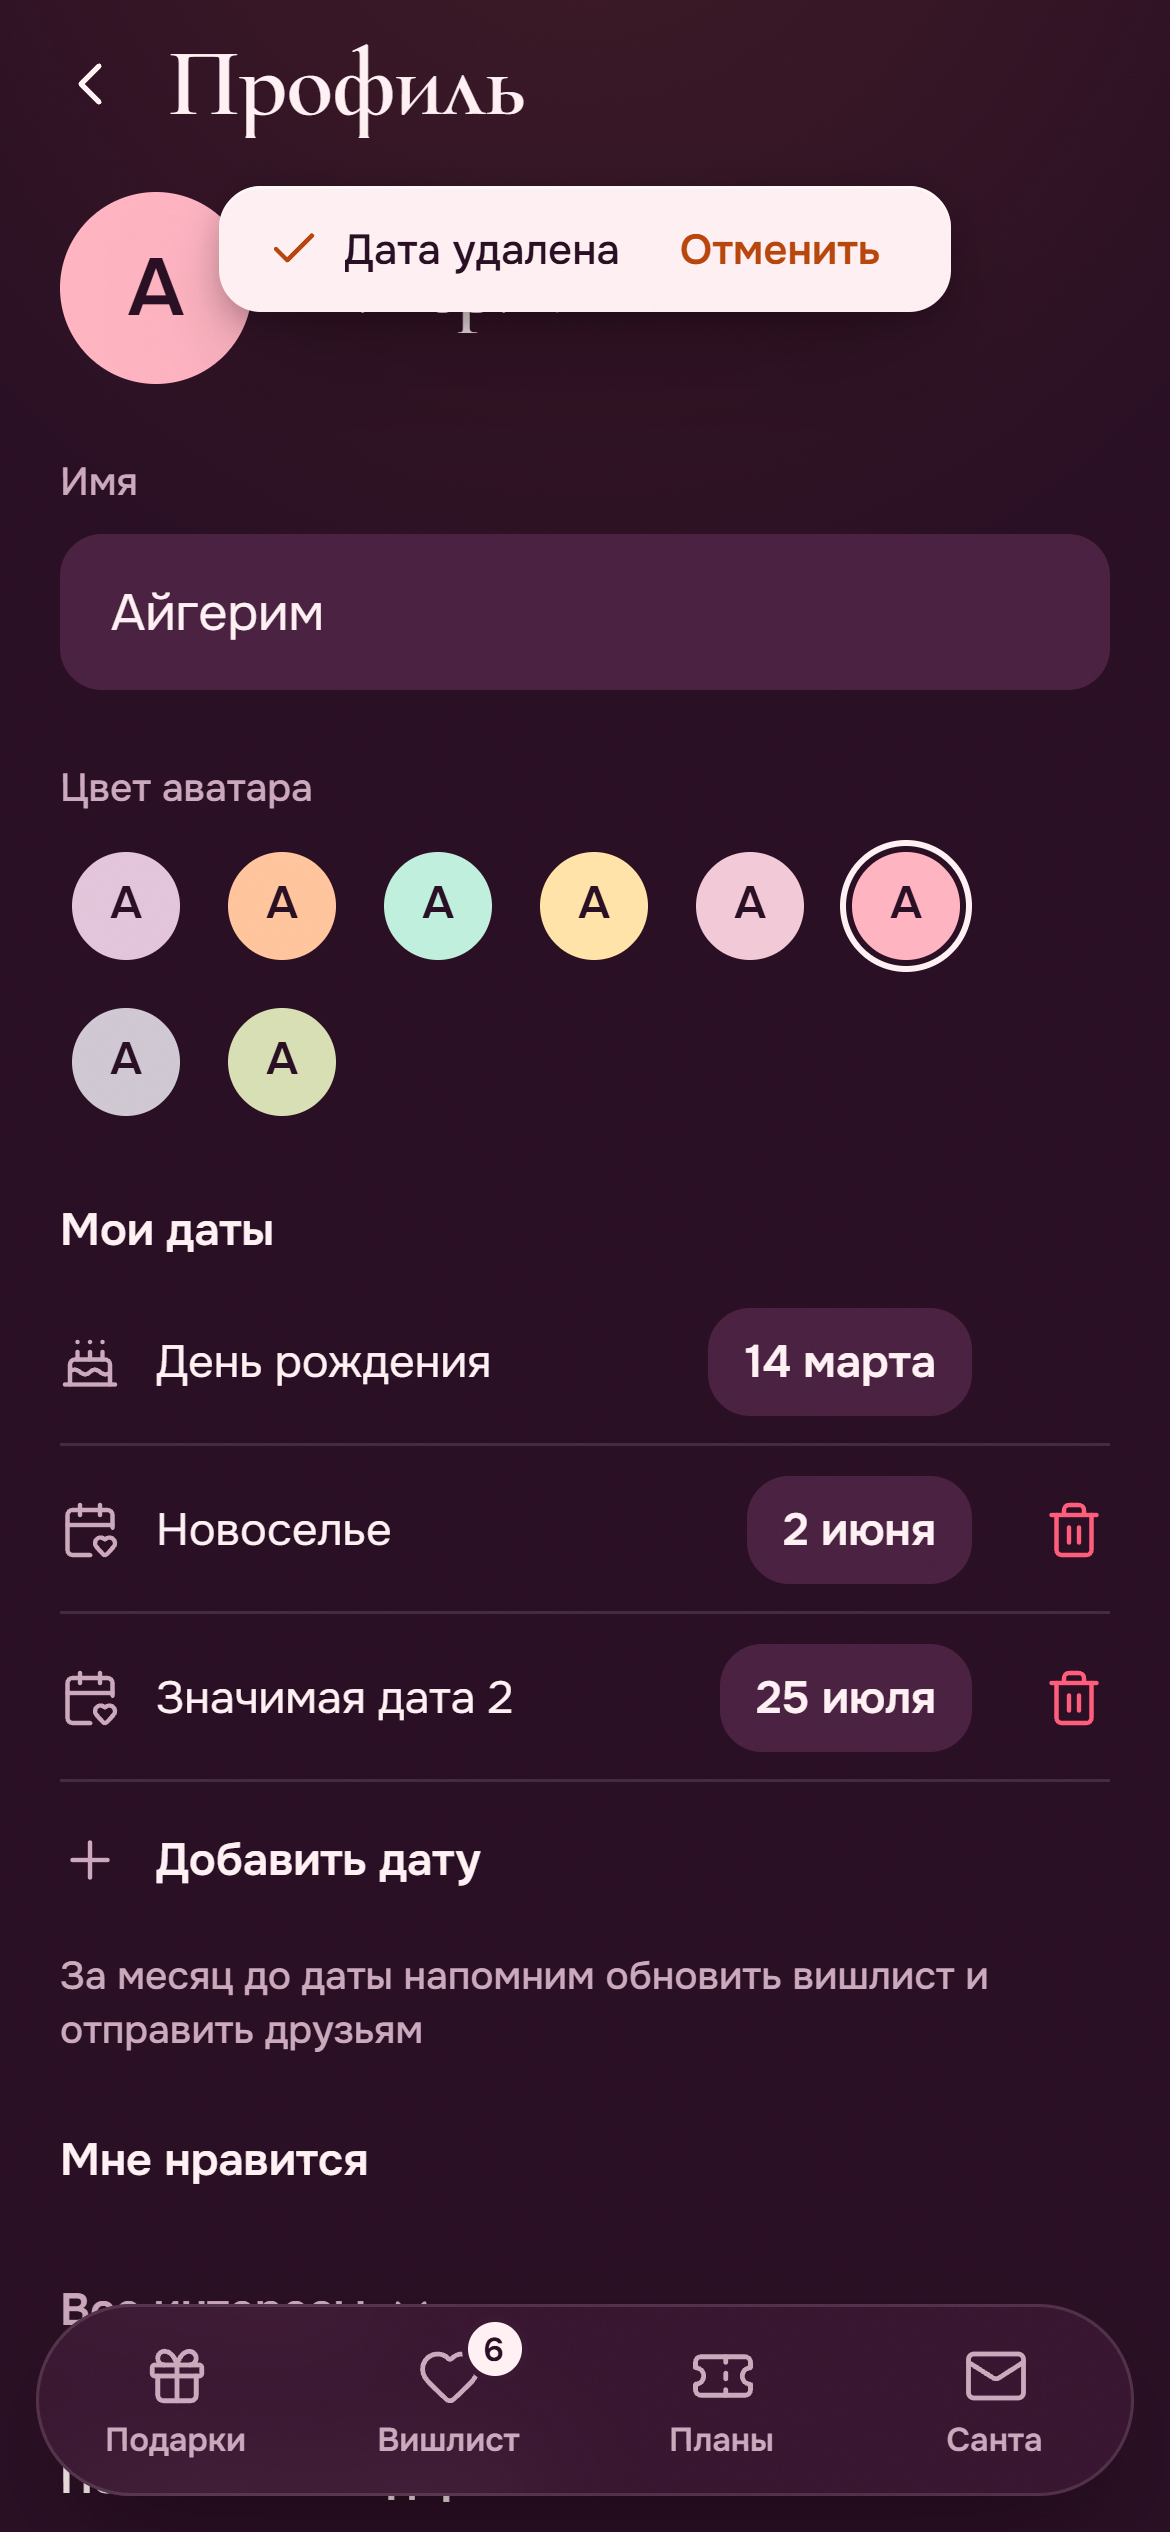 Профиль
А
Дата удалена
Отменить
Имя
Айгерим
Цвет аватара
А А А А А А
А А
Мои даты
День рождения
14 марта
Новоселье
2 июня
Значимая дата 2
25 июля
Добавить дату
За месяц до даты напомним обновить вишлист и
отправить друзьям
Мне нравится
Все интересы
6
Подарки
Вишлист
Планы
Санта